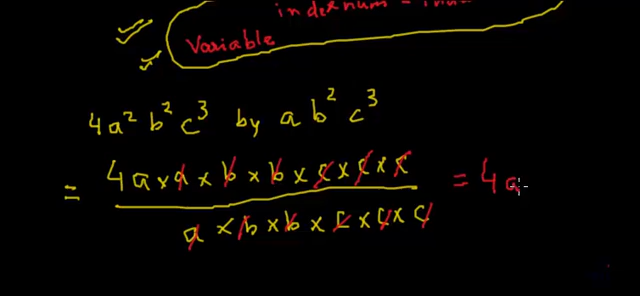 Variable
4a² b² c³ by a b² c³
= 4a × a × b × b × c × c × c = 4a
a × b × b × c × c × c